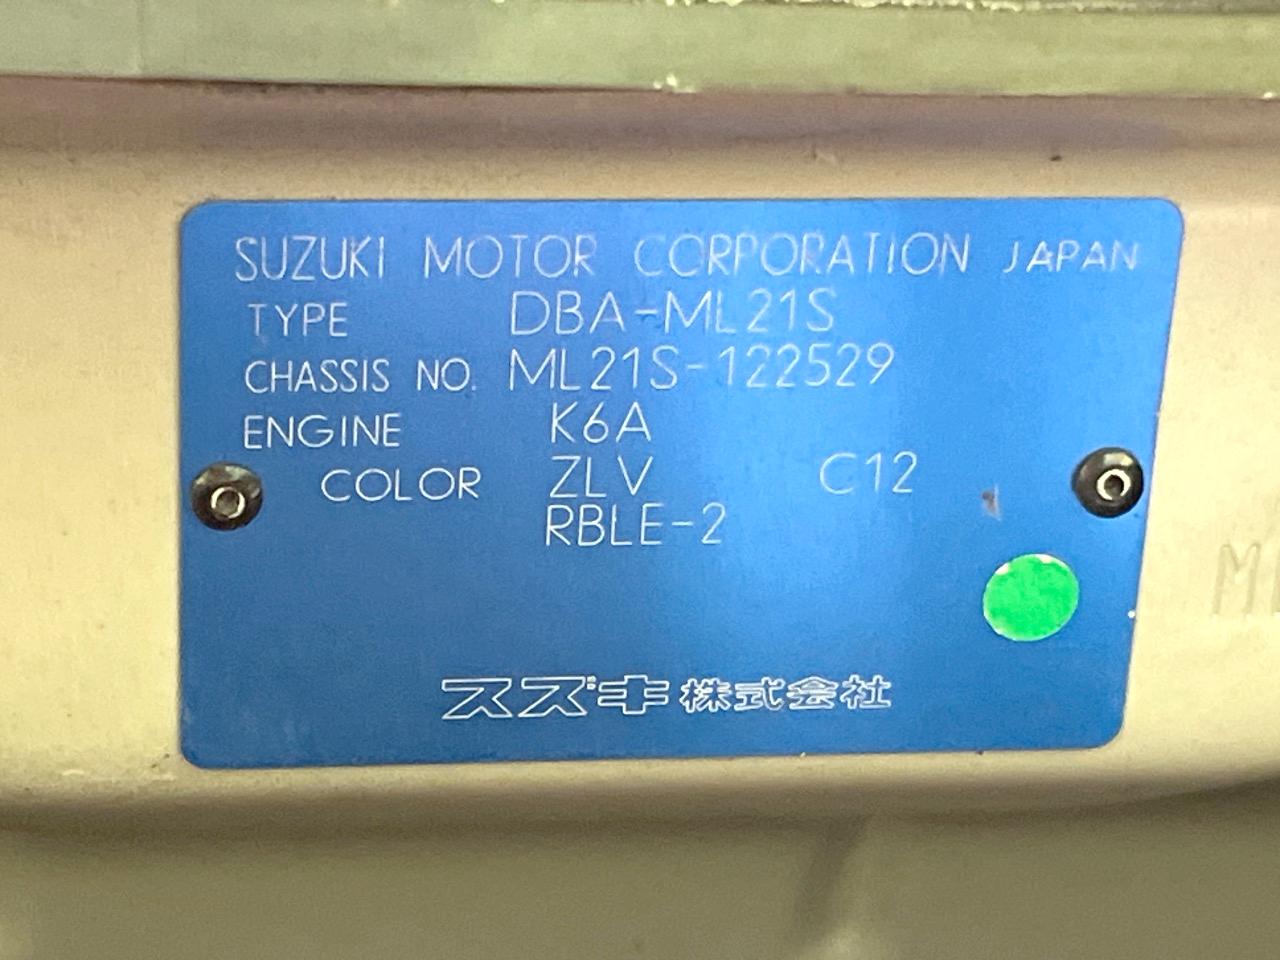 SUZUKI MOTOR CORPORATION JAPAN
TYPE DBA-ML21S
CHASSIS NO. ML21S-122529
ENGINE K6A
COLOR ZLV C12
RBLE-2
スズキ株式会社